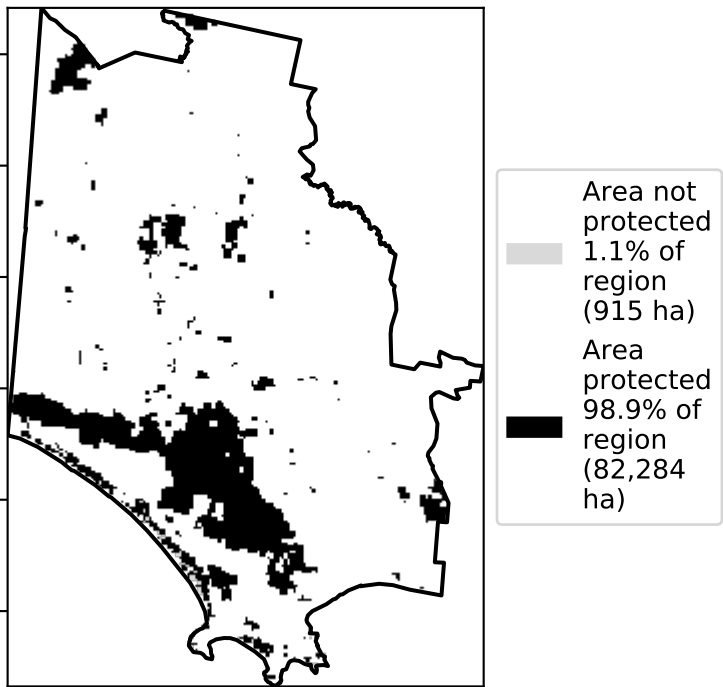 Area not
protected
1.1% of
region
(915 ha)
Area
protected
98.9% of
region
(82,284
ha)